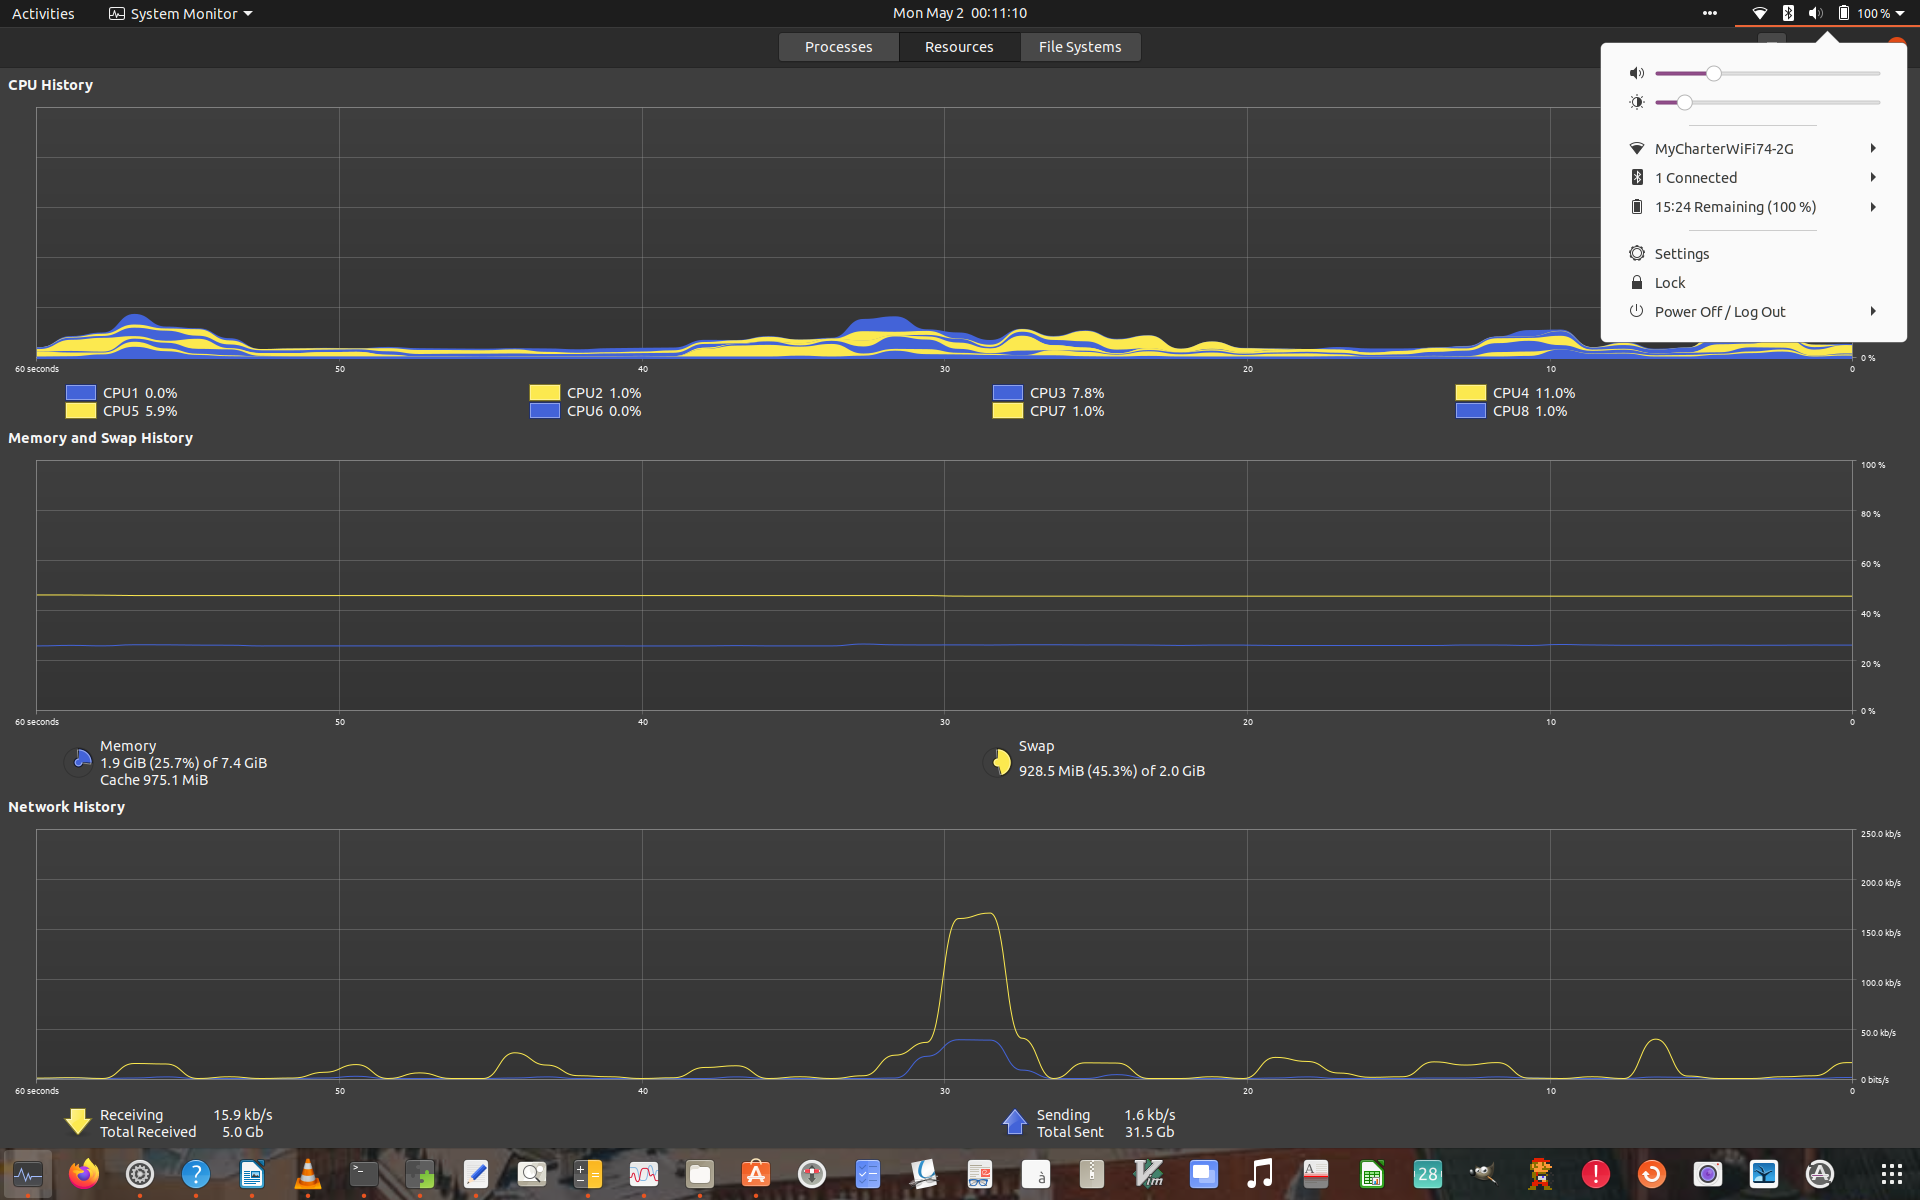 Activities
System Monitor
Mon May 2 00:11:10
100 %
Processes
Resources
File Systems
MyCharterWiFi74-2G
1 Connected
15:24 Remaining (100 %)
Settings
Lock
Power Off / Log Out
CPU History
0 %
60 seconds 50 40 30 20 10 0
CPU1 0.0% CPU2 1.0% CPU3 7.8% CPU4 11.0%
CPU5 5.9% CPU6 0.0% CPU7 1.0% CPU8 1.0%
Memory and Swap History
100 %
80 %
60 %
40 %
20 %
0 %
60 seconds 50 40 30 20 10 0
Memory
1.9 GiB (25.7%) of 7.4 GiB
Cache 975.1 MiB
Swap
928.5 MiB (45.3%) of 2.0 GiB
Network History
250.0 kb/s
200.0 kb/s
150.0 kb/s
100.0 kb/s
50.0 kb/s
0 bits/s
60 seconds 50 40 30 20 10 0
Receiving 15.9 kb/s
Total Received 5.0 Gb
Sending 1.6 kb/s
Total Sent 31.5 Gb
>_
?
à
Vim
A
28
!